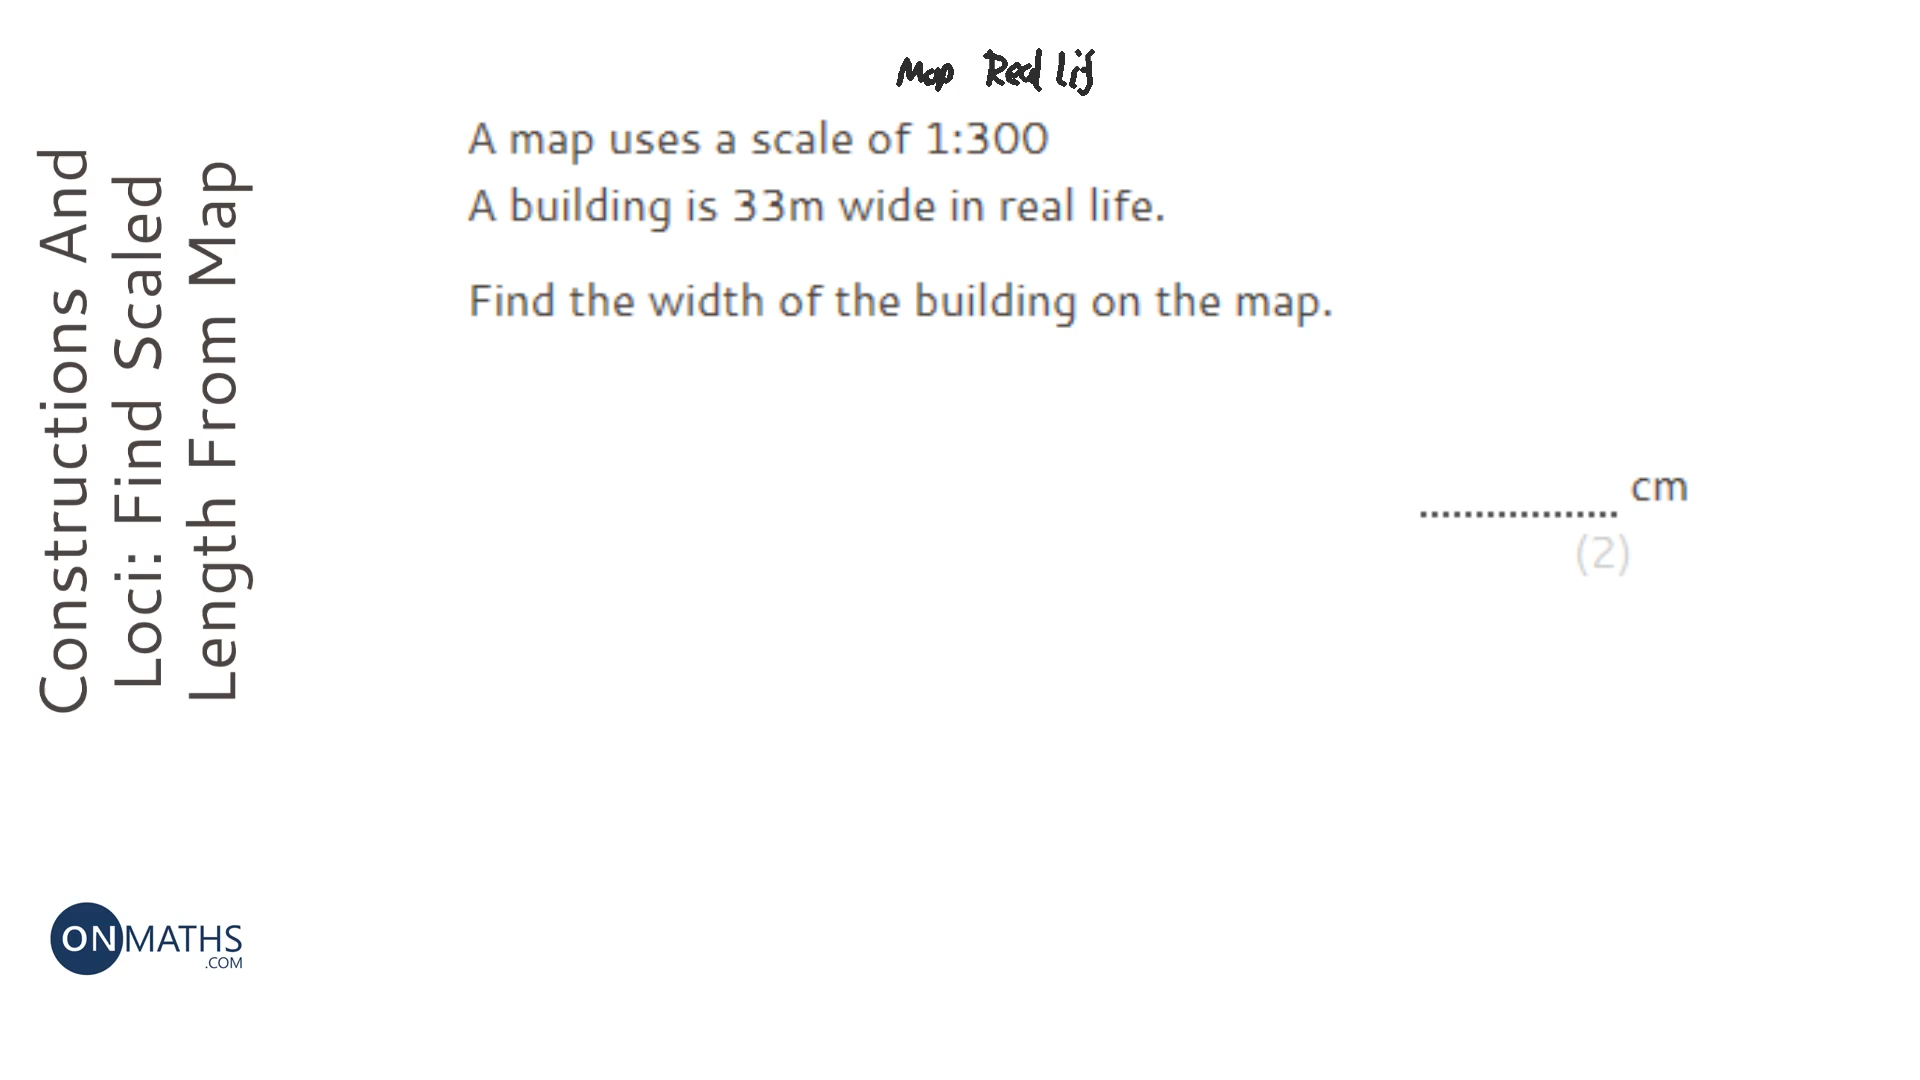 Constructions And
Loci: Find Scaled
Length From Map
Map Real Lif
A map uses a scale of 1:300
A building is 33m wide in real life.
Find the width of the building on the map.
.................. cm
(2)
ONMATHS
.COM